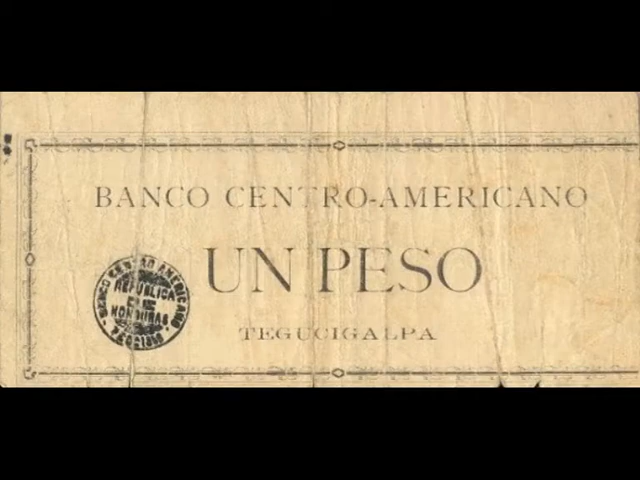 BANCO CENTRO-AMERICANO
UN PESO
TEGUCIGALPA
BANCO CENTRO AMERICANO
REPUBLICA
DE
HONDURAS